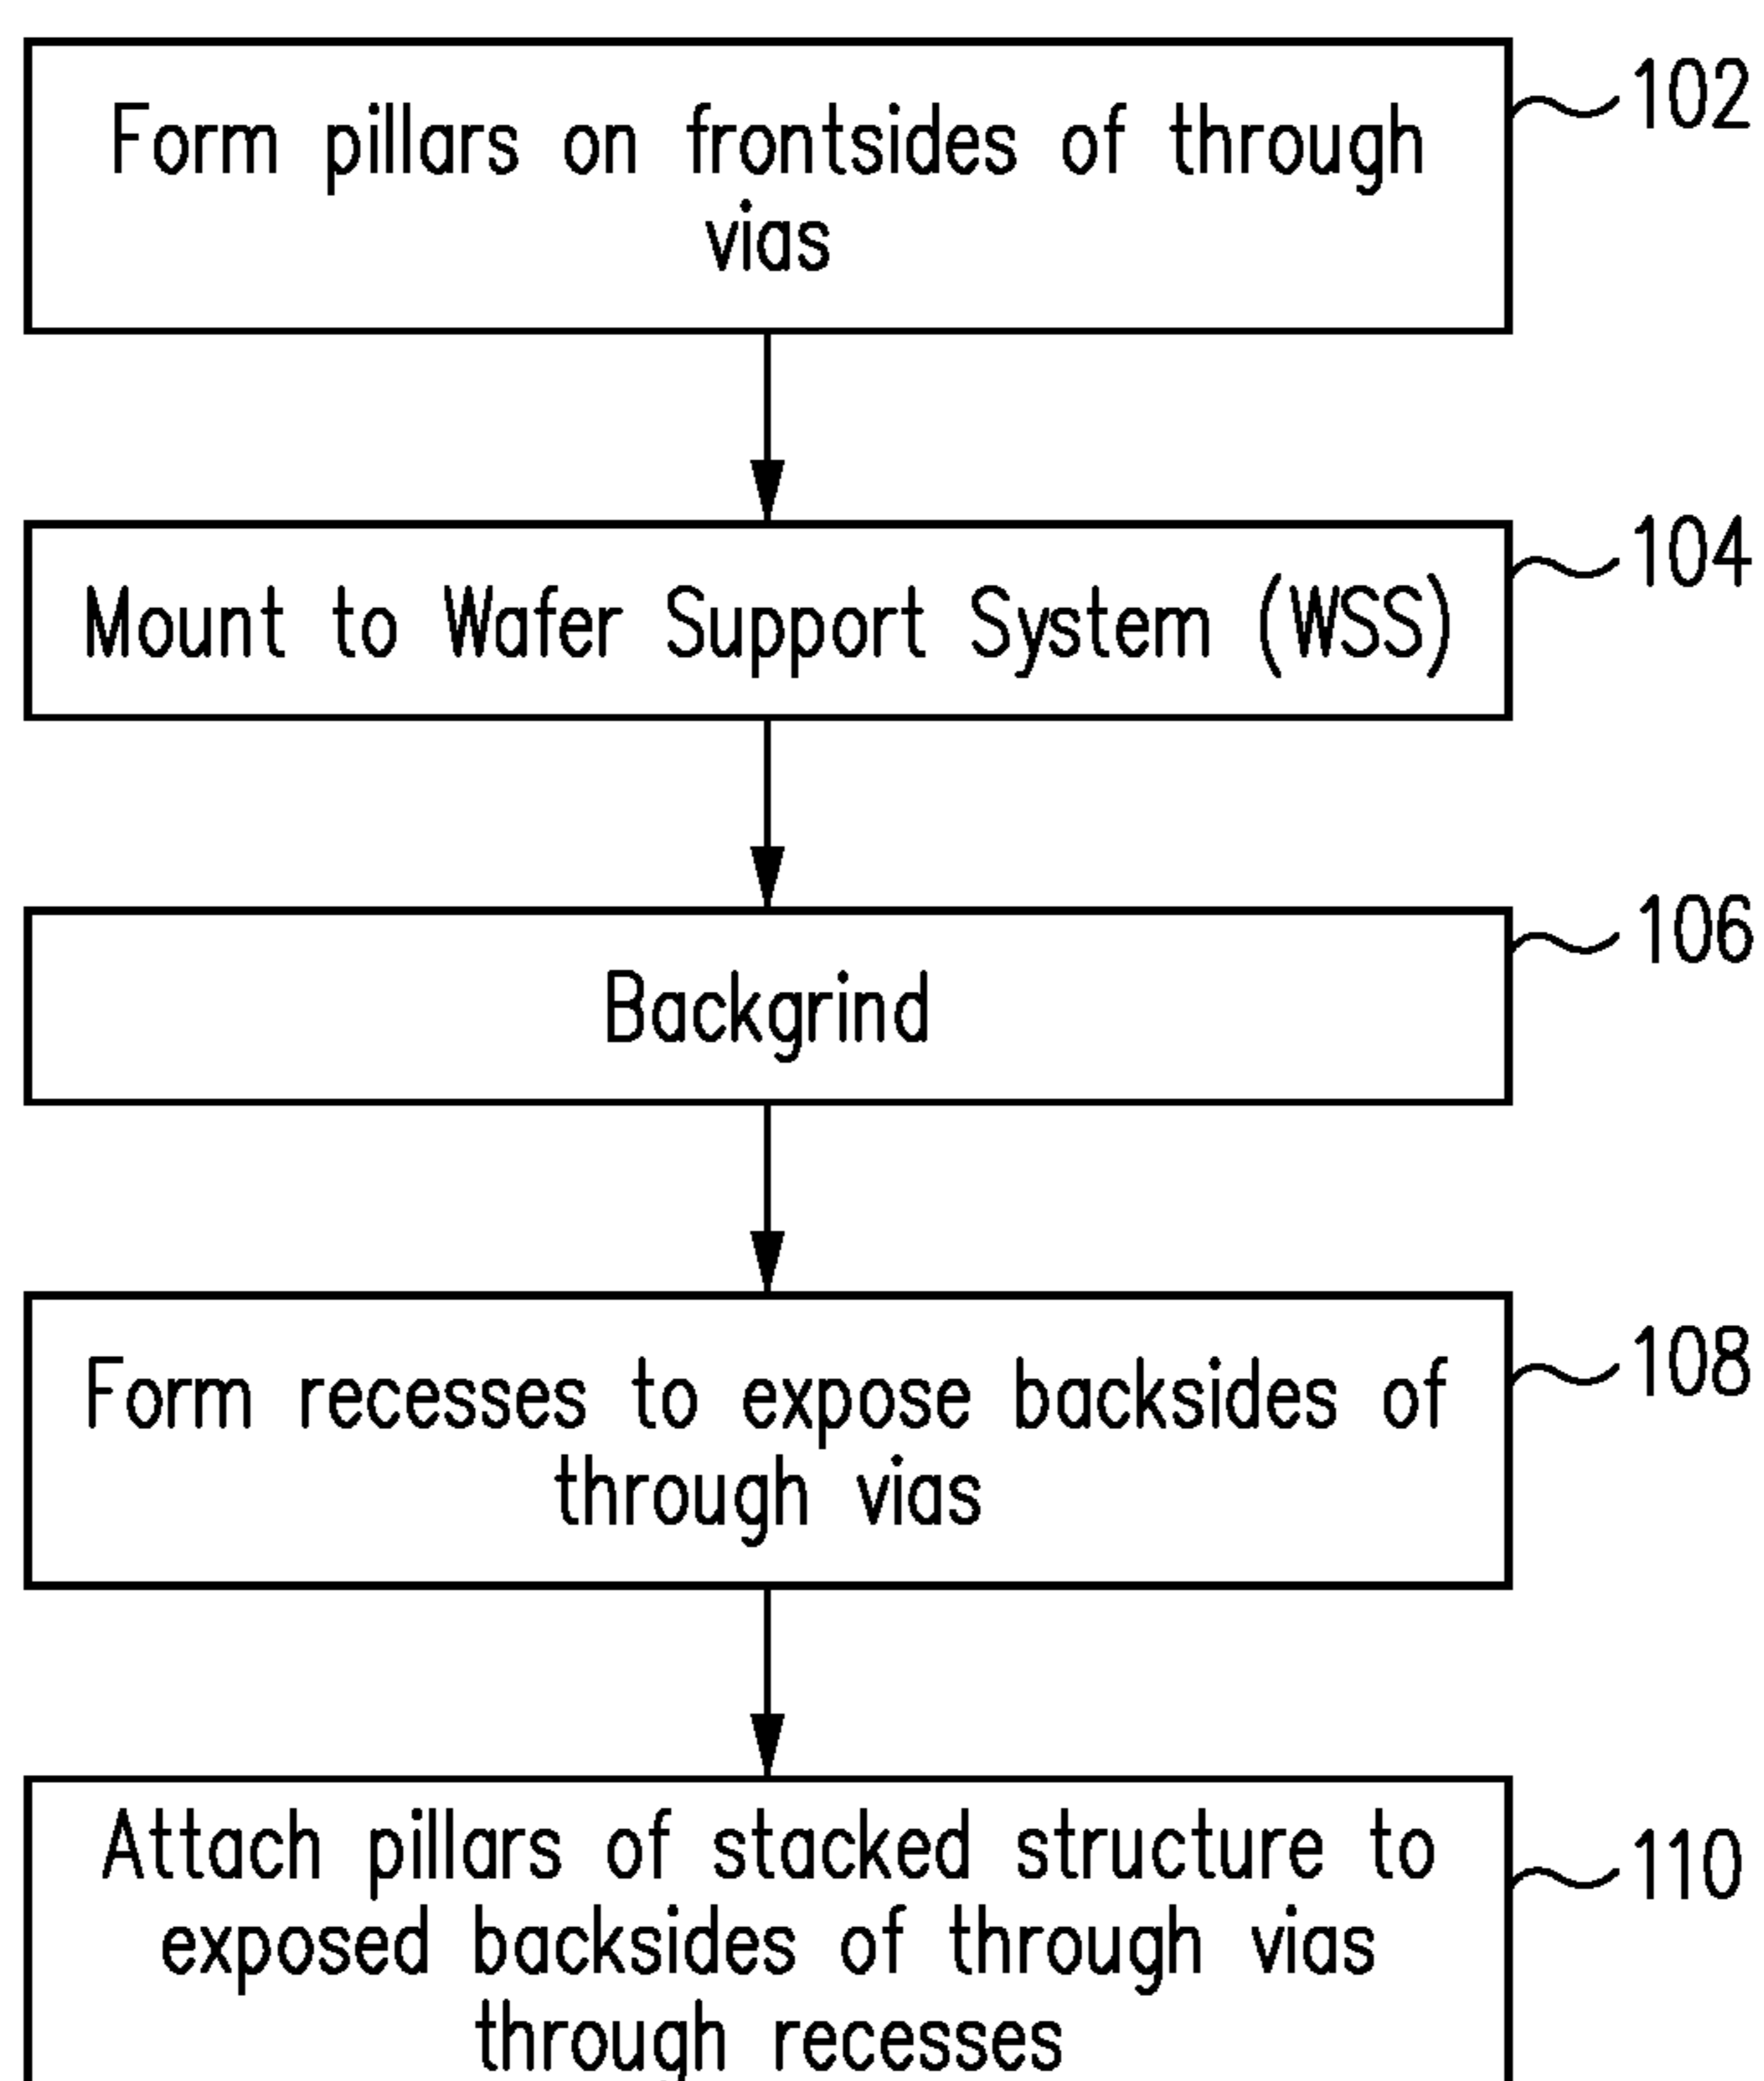 102
Form pillars on frontsides of through
vias
104
Mount to Wafer Support System (WSS)
106
Backgrind
108
Form recesses to expose backsides of
through vias
110
Attach pillars of stacked structure to
exposed backsides of through vias
through recesses